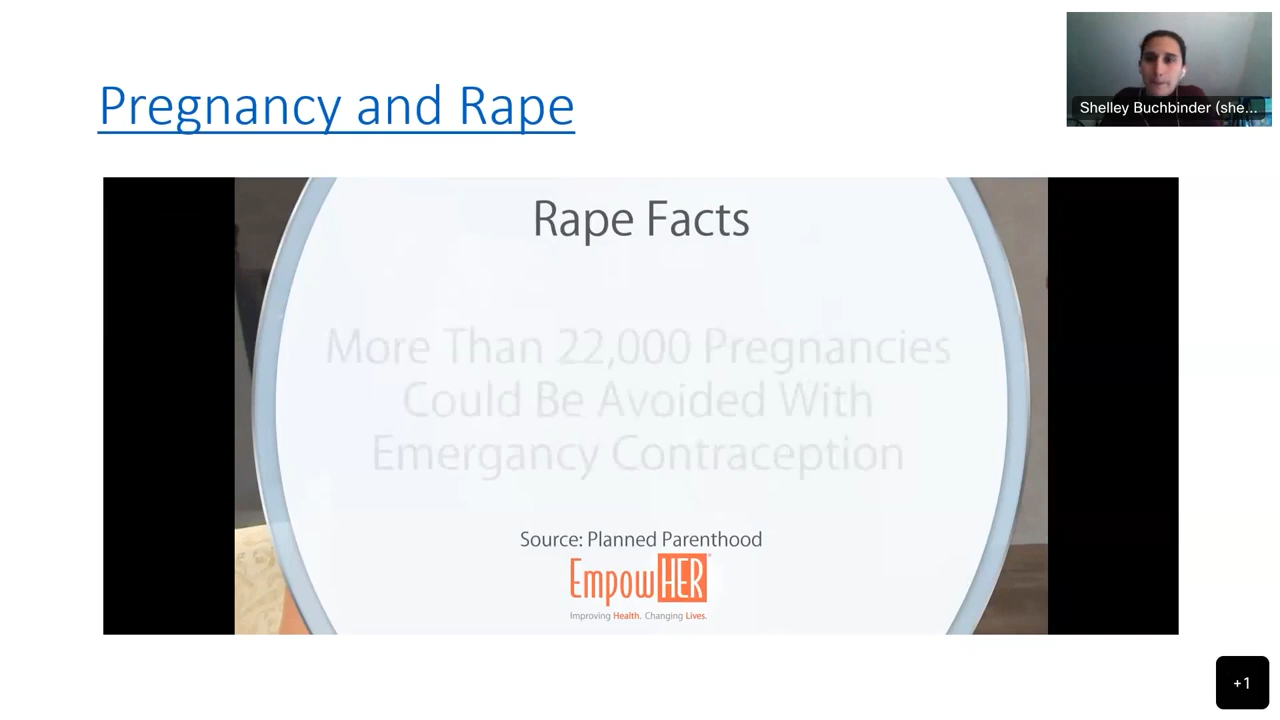 Pregnancy and Rape
Shelley Buchbinder (she...
Rape Facts
More Than 22,000 Pregnancies
Could Be Avoided With
Emergancy Contraception
Source: Planned Parenthood
EmpowHER
Improving Health. Changing Lives.
+1